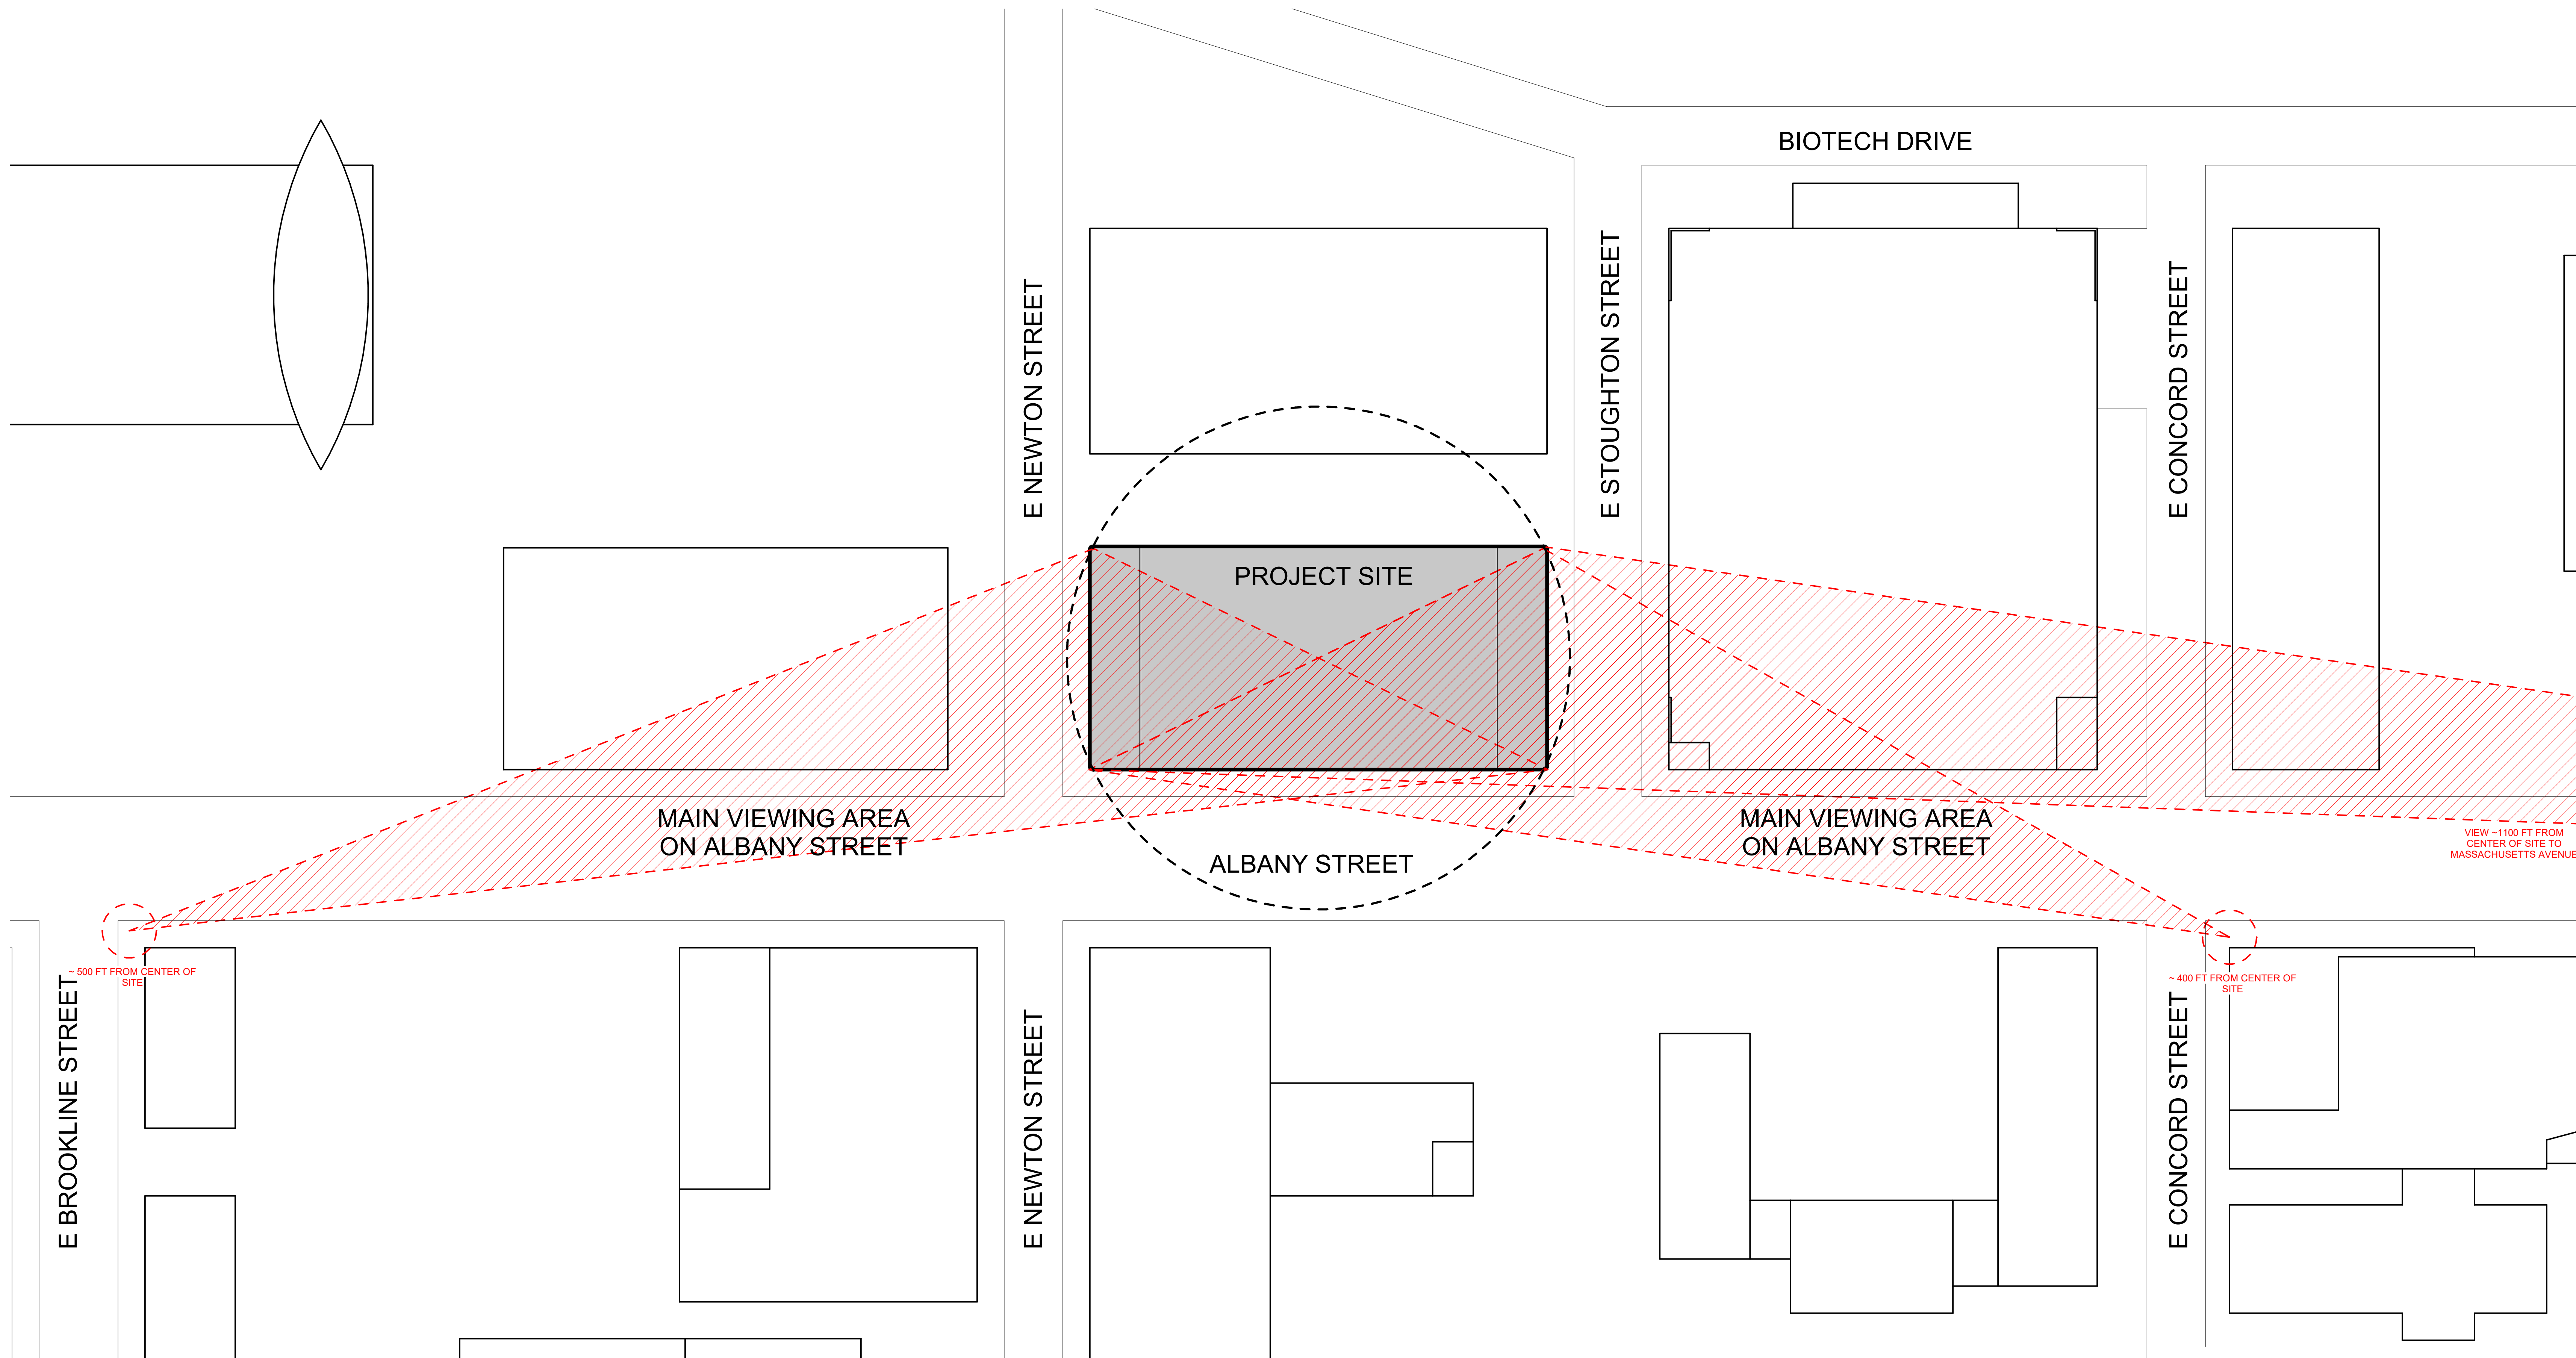 BIOTECH DRIVE
E NEWTON STREET
E STOUGHTON STREET
E CONCORD STREET
PROJECT SITE
MAIN VIEWING AREA
ON ALBANY STREET
MAIN VIEWING AREA
ON ALBANY STREET
VIEW ~1100 FT FROM
CENTER OF SITE TO
MASSACHUSETTS AVENUE
ALBANY STREET
~ 500 FT FROM CENTER OF
SITE
~ 400 FT FROM CENTER OF
SITE
E BROOKLINE STREET
E NEWTON STREET
E CONCORD STREET